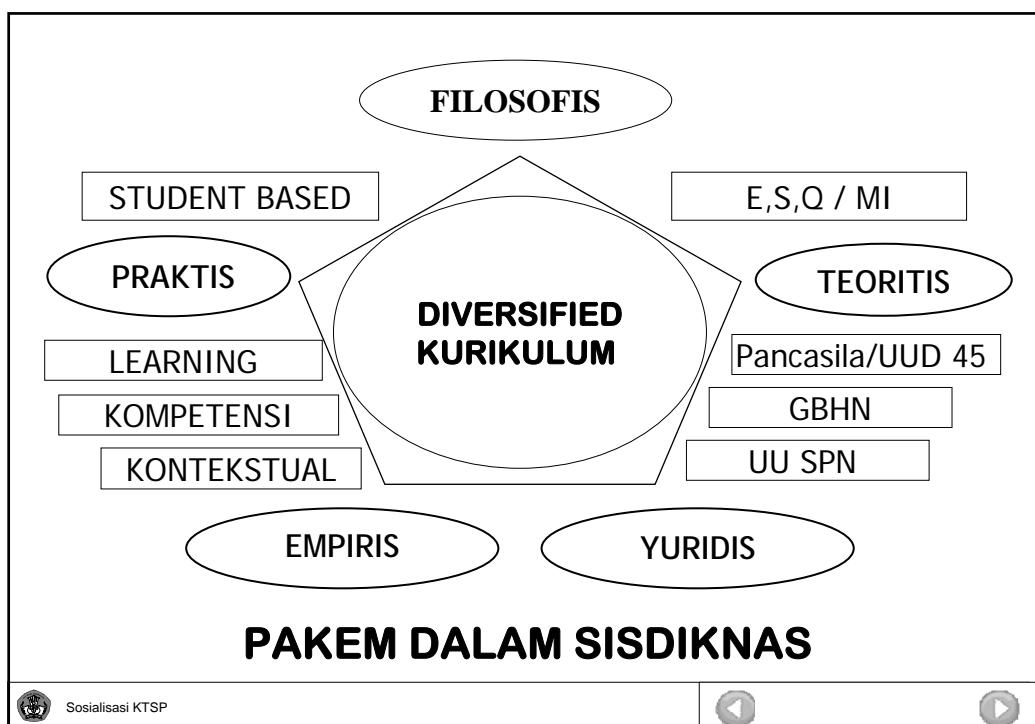 FILOSOFIS
STUDENT BASED
E,S,Q / MI
PRAKTIS
TEORITIS
DIVERSIFIED
KURIKULUM
LEARNING
Pancasila/UUD 45
KOMPETENSI
GBHN
KONTEKSTUAL
UU SPN
EMPIRIS
YURIDIS
PAKEM DALAM SISDIKNAS
Sosialisasi KTSP